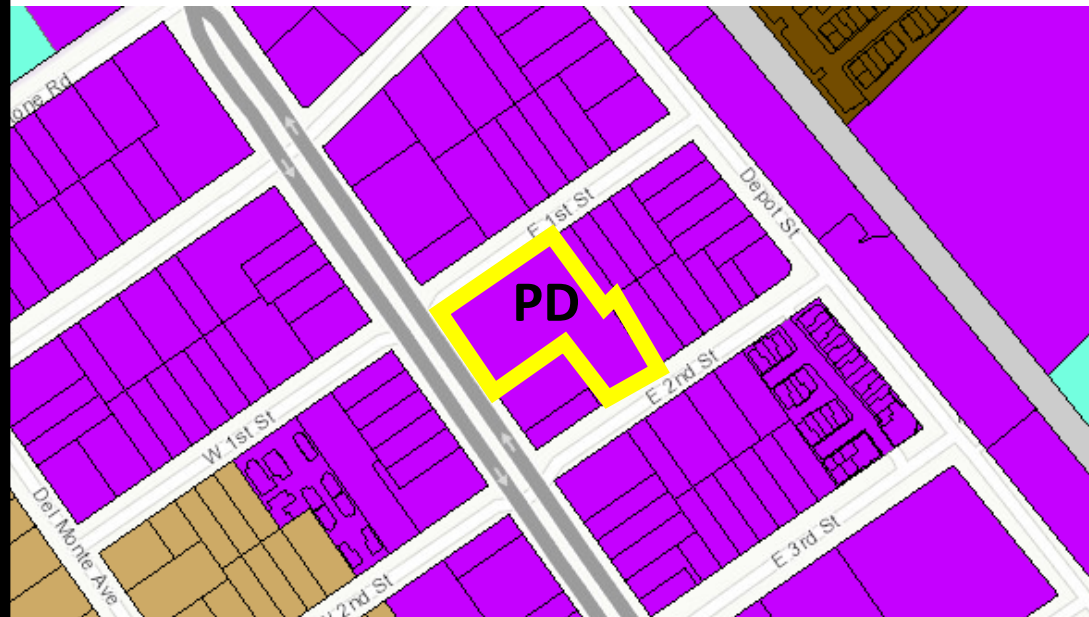 one Rd
E 1st St
Depot St
PD
E 2nd St
W 1st St
Del Monte Ave
E 3rd St
2nd St